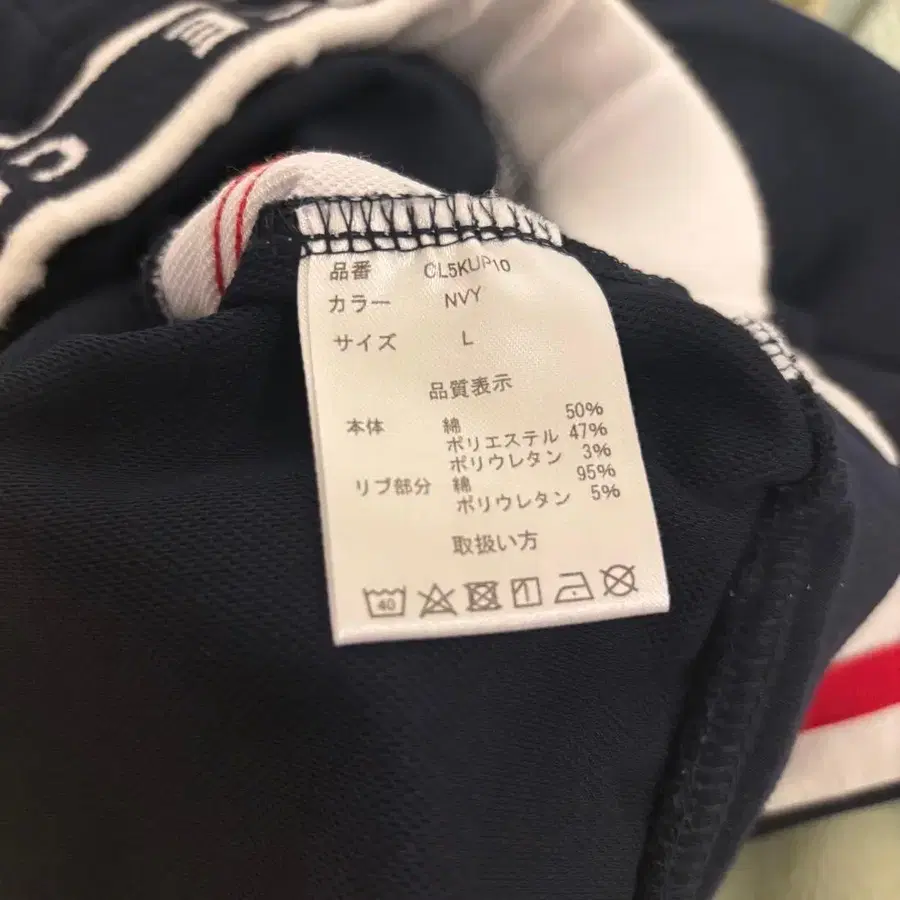 品番 CL5KUP10
カラー NVY
サイズ L
品質表示
本体 綿 50%
ポリエステル 47%
ポリウレタン 3%
リブ部分 綿 95%
ポリウレタン 5%
取扱い方
40